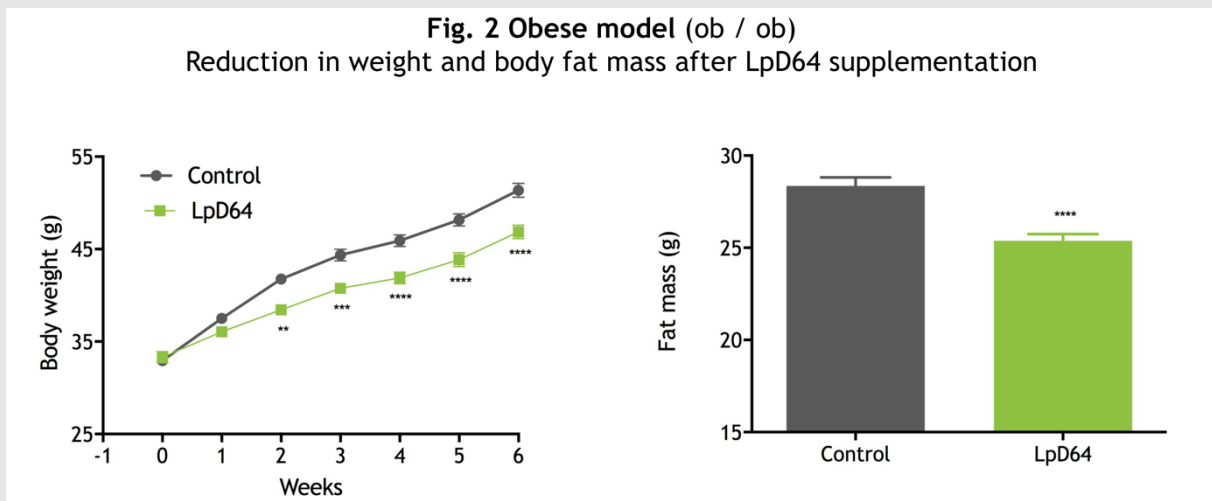 Fig. 2 Obese model (ob / ob)
Reduction in weight and body fat mass after LpD64 supplementation
55
45
35
25
Body weight (g)
Control
LpD64
**
***
****
****
****
-1 0 1 2 3 4 5 6
Weeks
30
25
20
15
Fat mass (g)
****
Control LpD64